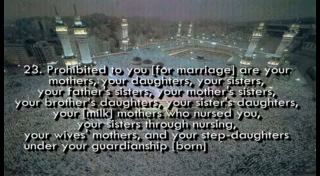 23. Prohibited to you [for marriage] are your
mothers, your daughters, your sisters,
your father's sisters, your mother's sisters,
your brother's daughters, your sister's daughters,
your [milk] mothers who nursed you,
your sisters through nursing,
your wives' mothers, and your step-daughters
under your guardianship [born]